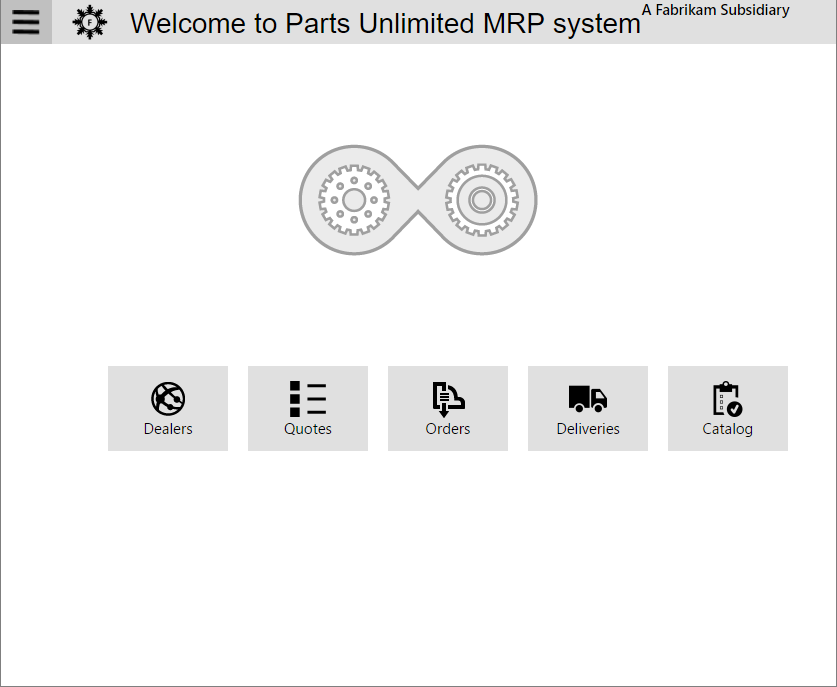 F
Welcome to Parts Unlimited MRP system
A Fabrikam Subsidiary
Dealers
Quotes
Orders
Deliveries
Catalog